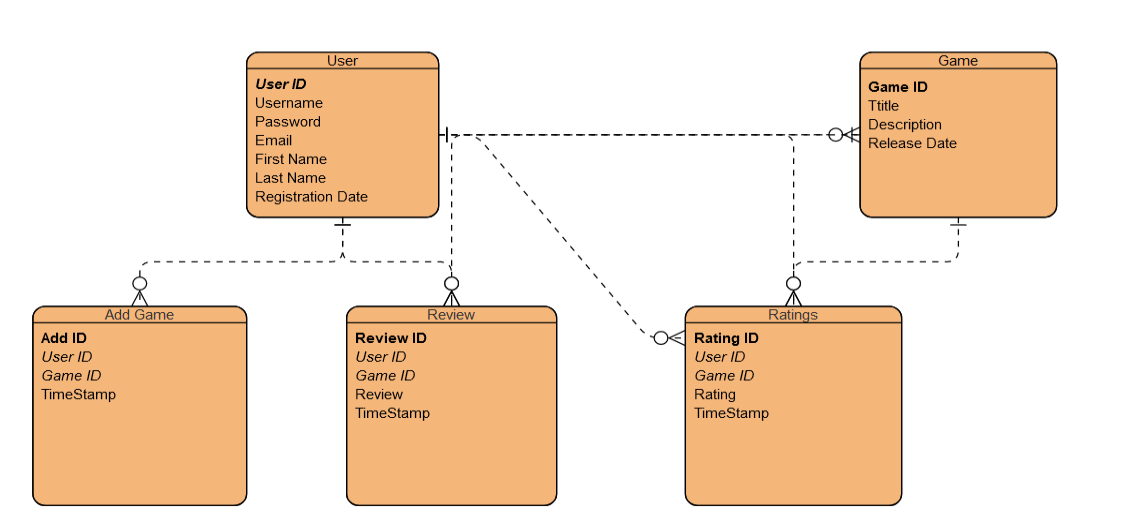 User
User ID
Username
Password
Email
First Name
Last Name
Registration Date
Game
Game ID
Ttitle
Description
Release Date
Add Game
Add ID
User ID
Game ID
TimeStamp
Review
Review ID
User ID
Game ID
Review
TimeStamp
Ratings
Rating ID
User ID
Game ID
Rating
TimeStamp